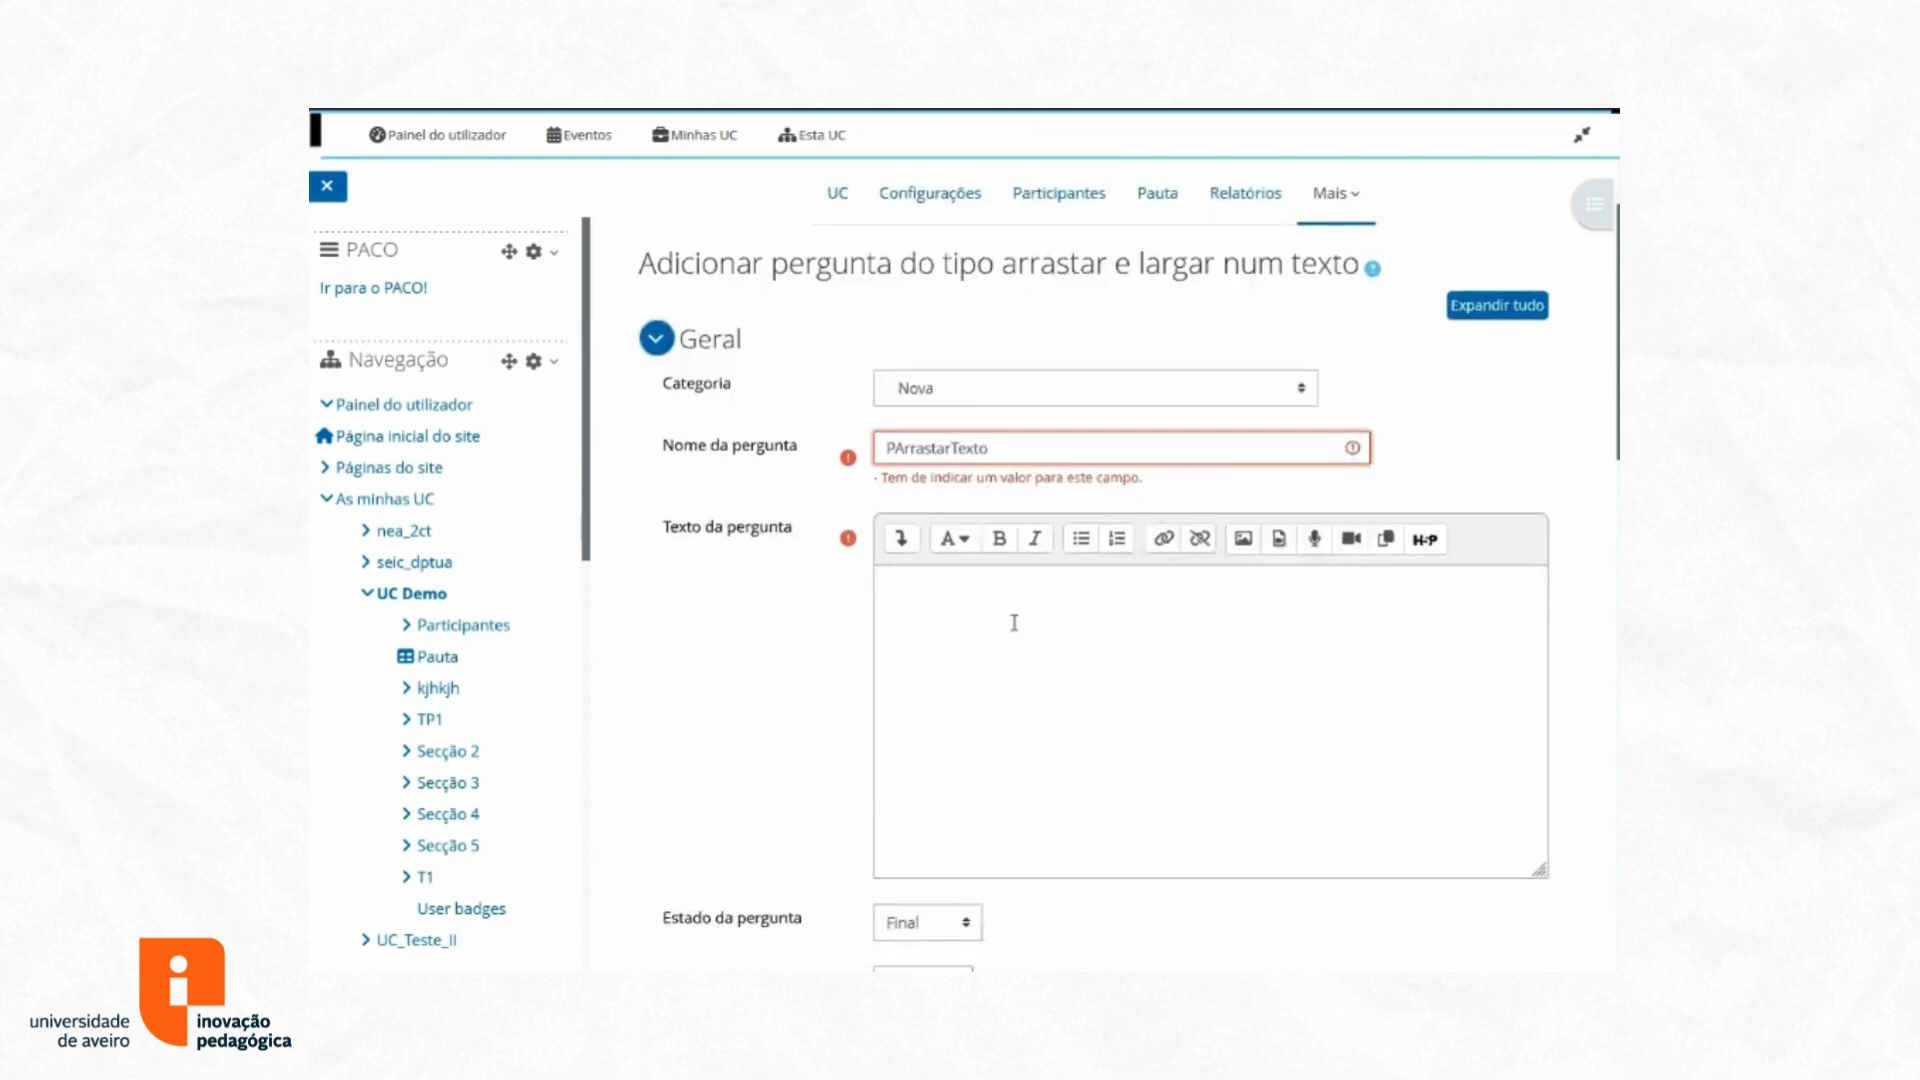 Painel do utilizador
Eventos
Minhas UC
Esta UC
UC
Configurações
Participantes
Pauta
Relatórios
Mais
PACO
Ir para o PACO!
Navegação
Painel do utilizador
Página inicial do site
Páginas do site
As minhas UC
nea_2ct
seic_dptua
UC Demo
Participantes
Pauta
kjhkjh
TP1
Secção 2
Secção 3
Secção 4
Secção 5
T1
User badges
UC_Teste_II
Adicionar pergunta do tipo arrastar e largar num texto
Expandir tudo
Geral
Categoria
Nova
Nome da pergunta
PArrastarTexto
- Tem de indicar um valor para este campo.
Texto da pergunta
A B I H-P
Estado da pergunta
Final
universidade
de aveiro
inovação
pedagógica